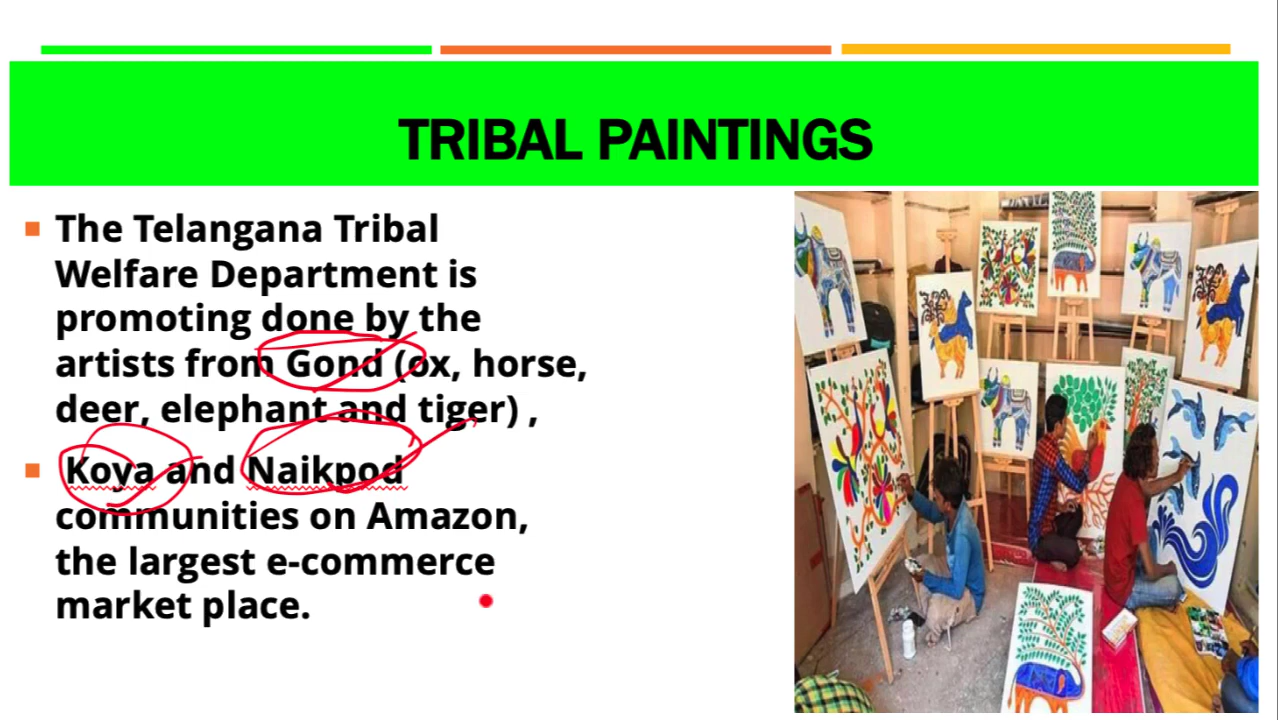 TRIBAL PAINTINGS
The Telangana Tribal
Welfare Department is
promoting done by the
artists from Gond (ox, horse,
deer, elephant and tiger) ,
Koya and Naikpod
communities on Amazon,
the largest e-commerce
market place.